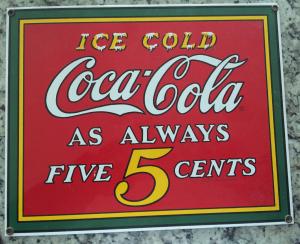 ICE COLD
Coca-Cola
AS ALWAYS
FIVE 5 CENTS